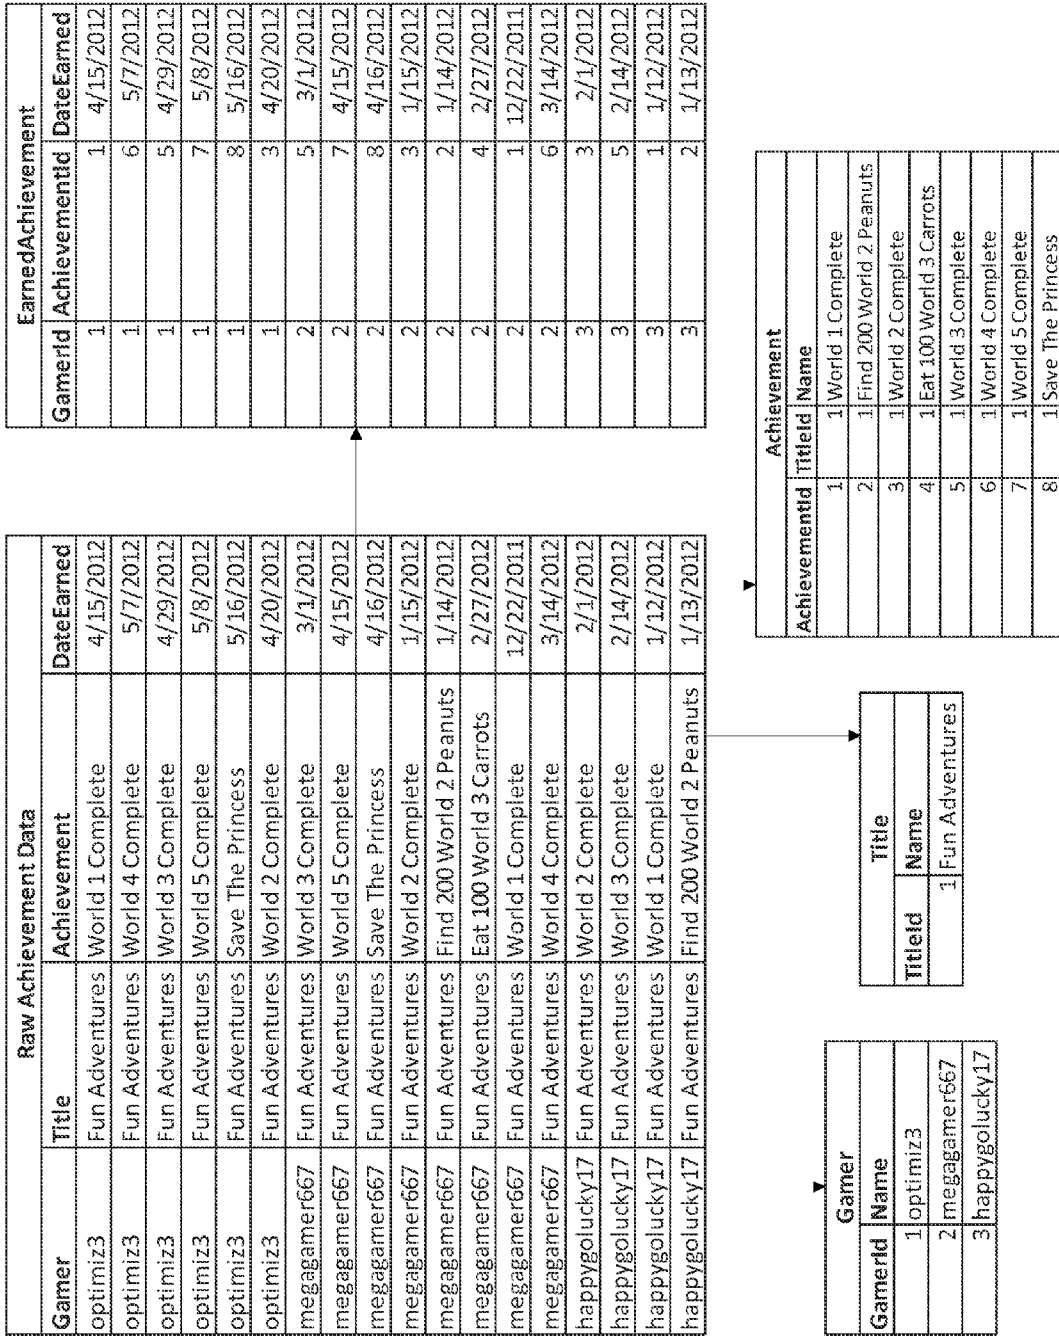 Raw Achievement Data
Gamer Title Achievement DateEarned
optimiz3 Fun Adventures World 1 Complete 4/15/2012
optimiz3 Fun Adventures World 4 Complete 5/7/2012
optimiz3 Fun Adventures World 3 Complete 4/29/2012
optimiz3 Fun Adventures World 5 Complete 5/8/2012
optimiz3 Fun Adventures Save The Princess 5/16/2012
optimiz3 Fun Adventures World 2 Complete 4/20/2012
megagamer667 Fun Adventures World 3 Complete 3/1/2012
megagamer667 Fun Adventures World 5 Complete 4/15/2012
megagamer667 Fun Adventures Save The Princess 4/16/2012
megagamer667 Fun Adventures World 2 Complete 1/15/2012
megagamer667 Fun Adventures Find 200 World 2 Peanuts 1/14/2012
megagamer667 Fun Adventures Eat 100 World 3 Carrots 2/27/2012
megagamer667 Fun Adventures World 1 Complete 12/22/2011
megagamer667 Fun Adventures World 4 Complete 3/14/2012
happygolucky17 Fun Adventures World 2 Complete 2/1/2012
happygolucky17 Fun Adventures World 3 Complete 2/14/2012
happygolucky17 Fun Adventures World 1 Complete 1/12/2012
happygolucky17 Fun Adventures Find 200 World 2 Peanuts 1/13/2012
EarnedAchievement
GamerId AchievementId DateEarned
1 1 4/15/2012
1 6 5/7/2012
1 5 4/29/2012
1 7 5/8/2012
1 8 5/16/2012
1 3 4/20/2012
2 5 3/1/2012
2 7 4/15/2012
2 8 4/16/2012
2 3 1/15/2012
2 2 1/14/2012
2 4 2/27/2012
2 1 12/22/2011
2 6 3/14/2012
3 3 2/1/2012
3 5 2/14/2012
3 1 1/12/2012
3 2 1/13/2012
Gamer
GamerId Name
1 optimiz3
2 megagamer667
3 happygolucky17
Title
TitleId Name
1 Fun Adventures
Achievement
AchievementId TitleId Name
1 1 World 1 Complete
2 1 Find 200 World 2 Peanuts
3 1 World 2 Complete
4 1 Eat 100 World 3 Carrots
5 1 World 3 Complete
6 1 World 4 Complete
7 1 World 5 Complete
8 1 Save The Princess